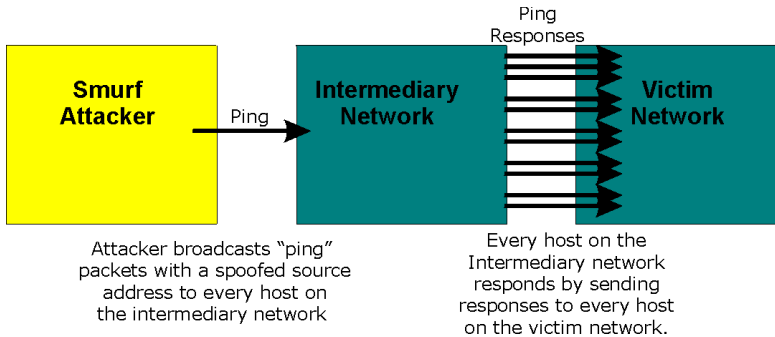 Ping
Responses
Smurf
Attacker
Ping
Intermediary
Network
Victim
Network
Attacker broadcasts “ping”
packets with a spoofed source
address to every host on
the intermediary network
Every host on the
Intermediary network
responds by sending
responses to every host
on the victim network.